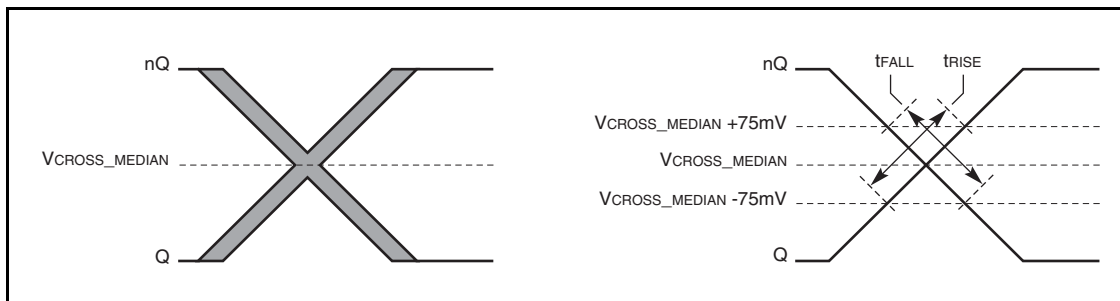 nQ
VCROSS_MEDIAN
Q
nQ
tFALL
tRISE
VCROSS_MEDIAN +75mV
VCROSS_MEDIAN
VCROSS_MEDIAN -75mV
Q